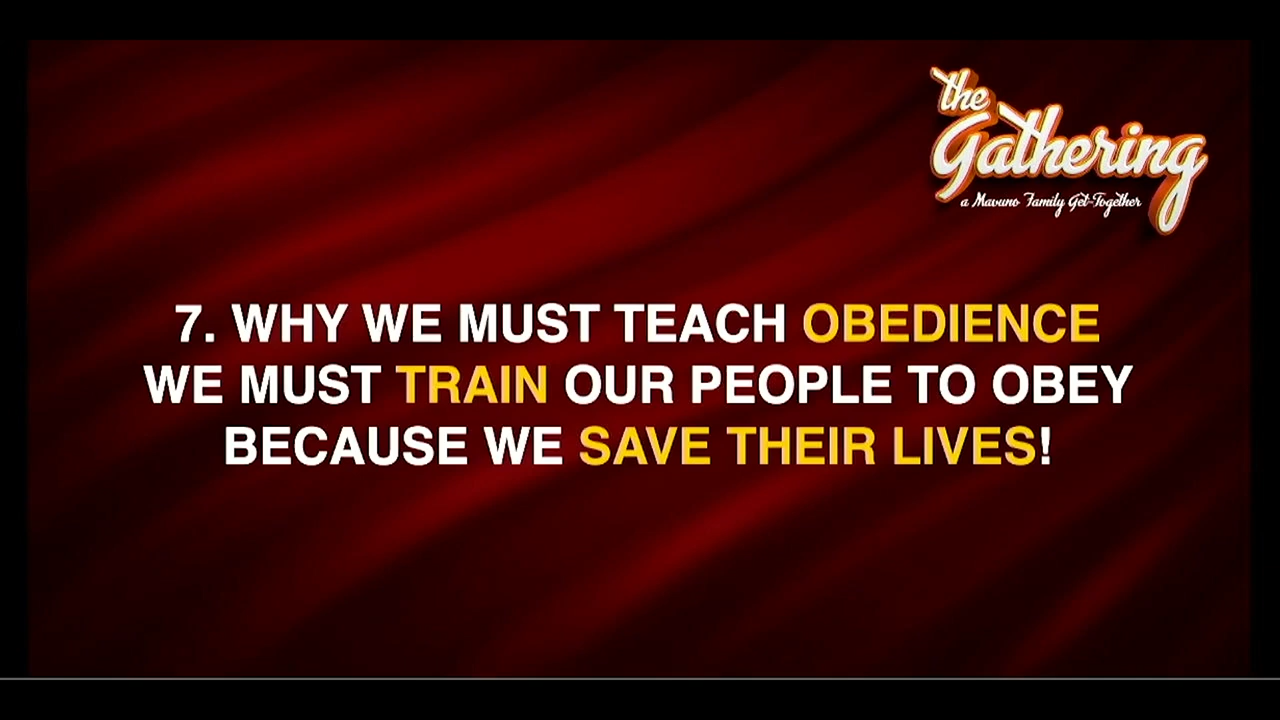 the
Gathering
a Mavuno Family Get-Together
7. WHY WE MUST TEACH OBEDIENCE
WE MUST TRAIN OUR PEOPLE TO OBEY
BECAUSE WE SAVE THEIR LIVES!